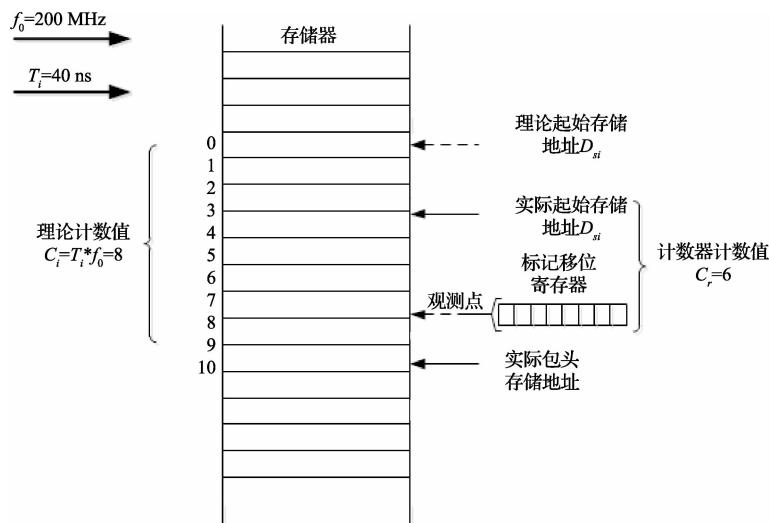 f₀=200 MHz
存储器
Tᵢ=40 ns
理论起始存储
地址Dₛᵢ
0
1
2
3
4
5
6
7
8
9
10
理论计数值
Cᵢ=Tᵢ*f₀=8
实际起始存储
地址Dₛᵢ
标记移位
寄存器
观测点
计数器计数值
Cᵣ=6
实际包头
存储地址